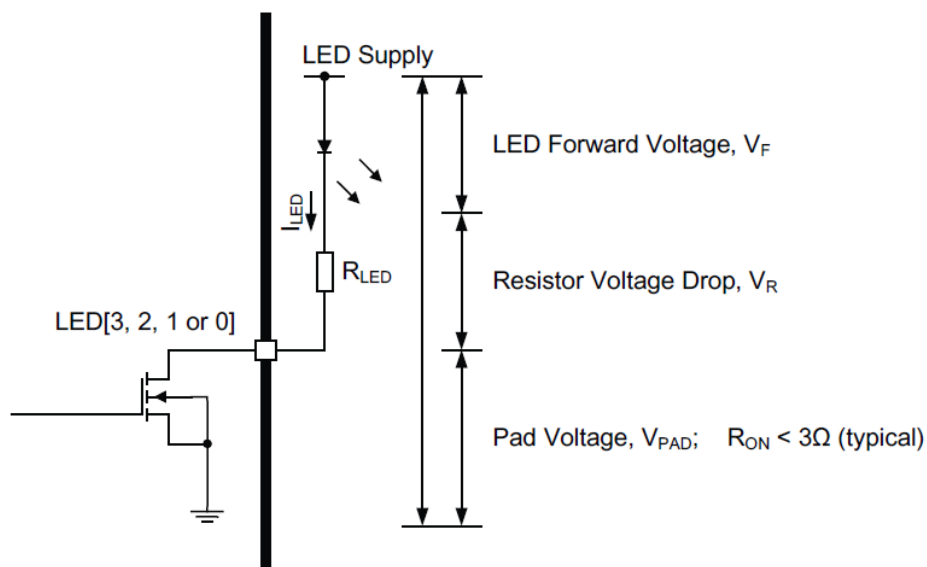 LED Supply
LED Forward Voltage, VF
ILED
RLED
Resistor Voltage Drop, VR
LED[3, 2, 1 or 0]
Pad Voltage, VPAD; RON < 3Ω (typical)